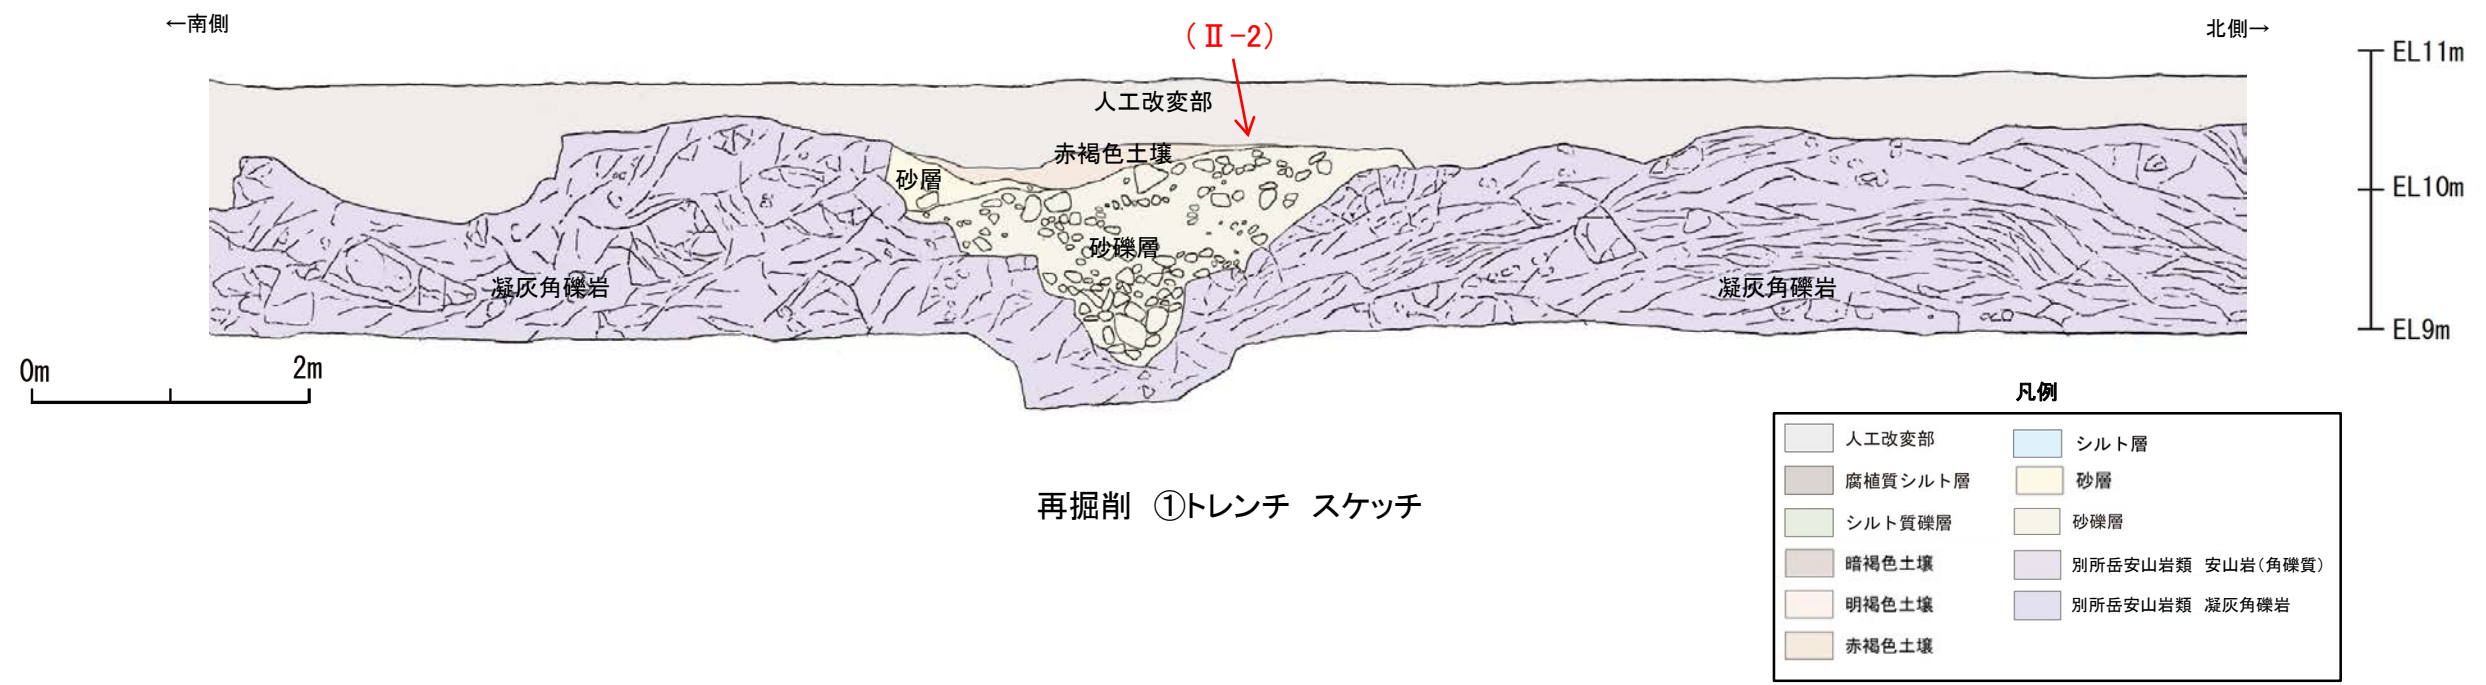 ←南側
北側→
(Ⅱ-2)
EL11m
人工改変部
赤褐色土壌
砂層
EL10m
砂礫層
凝灰角礫岩
凝灰角礫岩
EL9m
0m
2m
再掘削 ①トレンチ スケッチ
凡例
人工改変部
腐植質シルト層
シルト質礫層
暗褐色土壌
明褐色土壌
赤褐色土壌
シルト層
砂層
砂礫層
別所岳安山岩類 安山岩(角礫質)
別所岳安山岩類 凝灰角礫岩